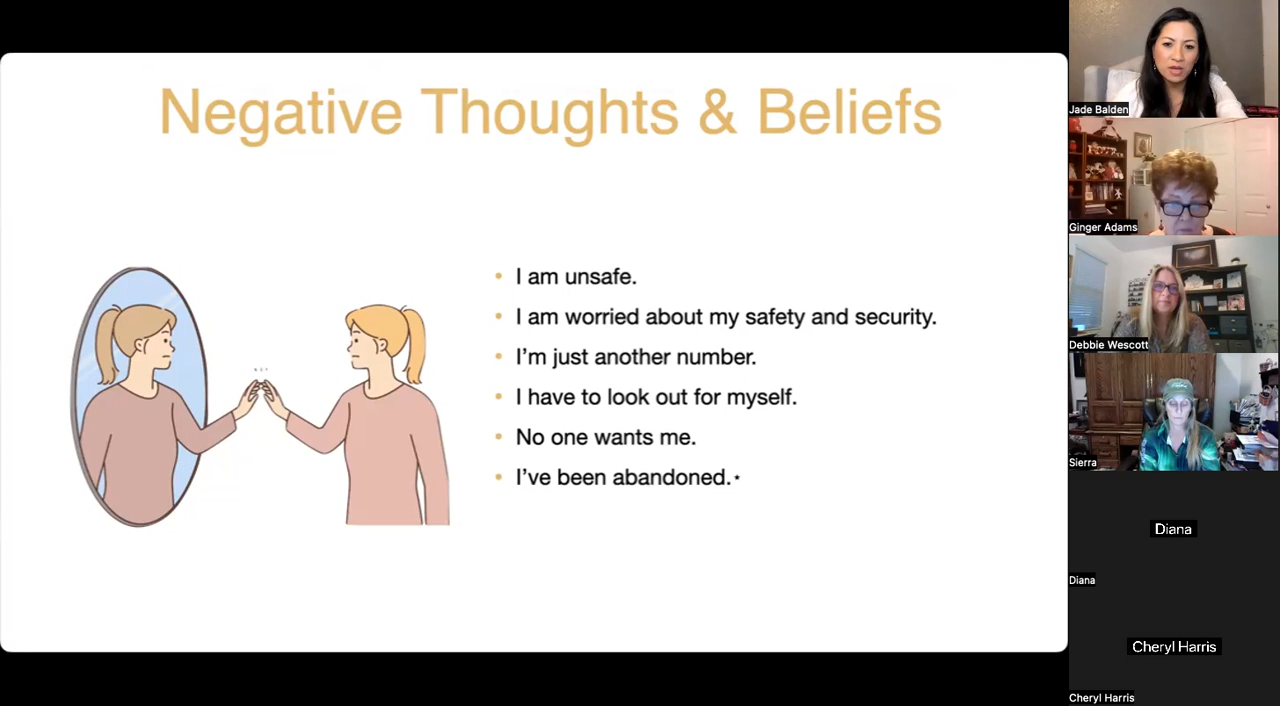 Negative Thoughts & Beliefs
• I am unsafe.
• I am worried about my safety and security.
• I’m just another number.
• I have to look out for myself.
• No one wants me.
• I’ve been abandoned.*
Jade Balden
Ginger Adams
Debbie Wescott
Sierra
Diana
Diana
Cheryl Harris
Cheryl Harris